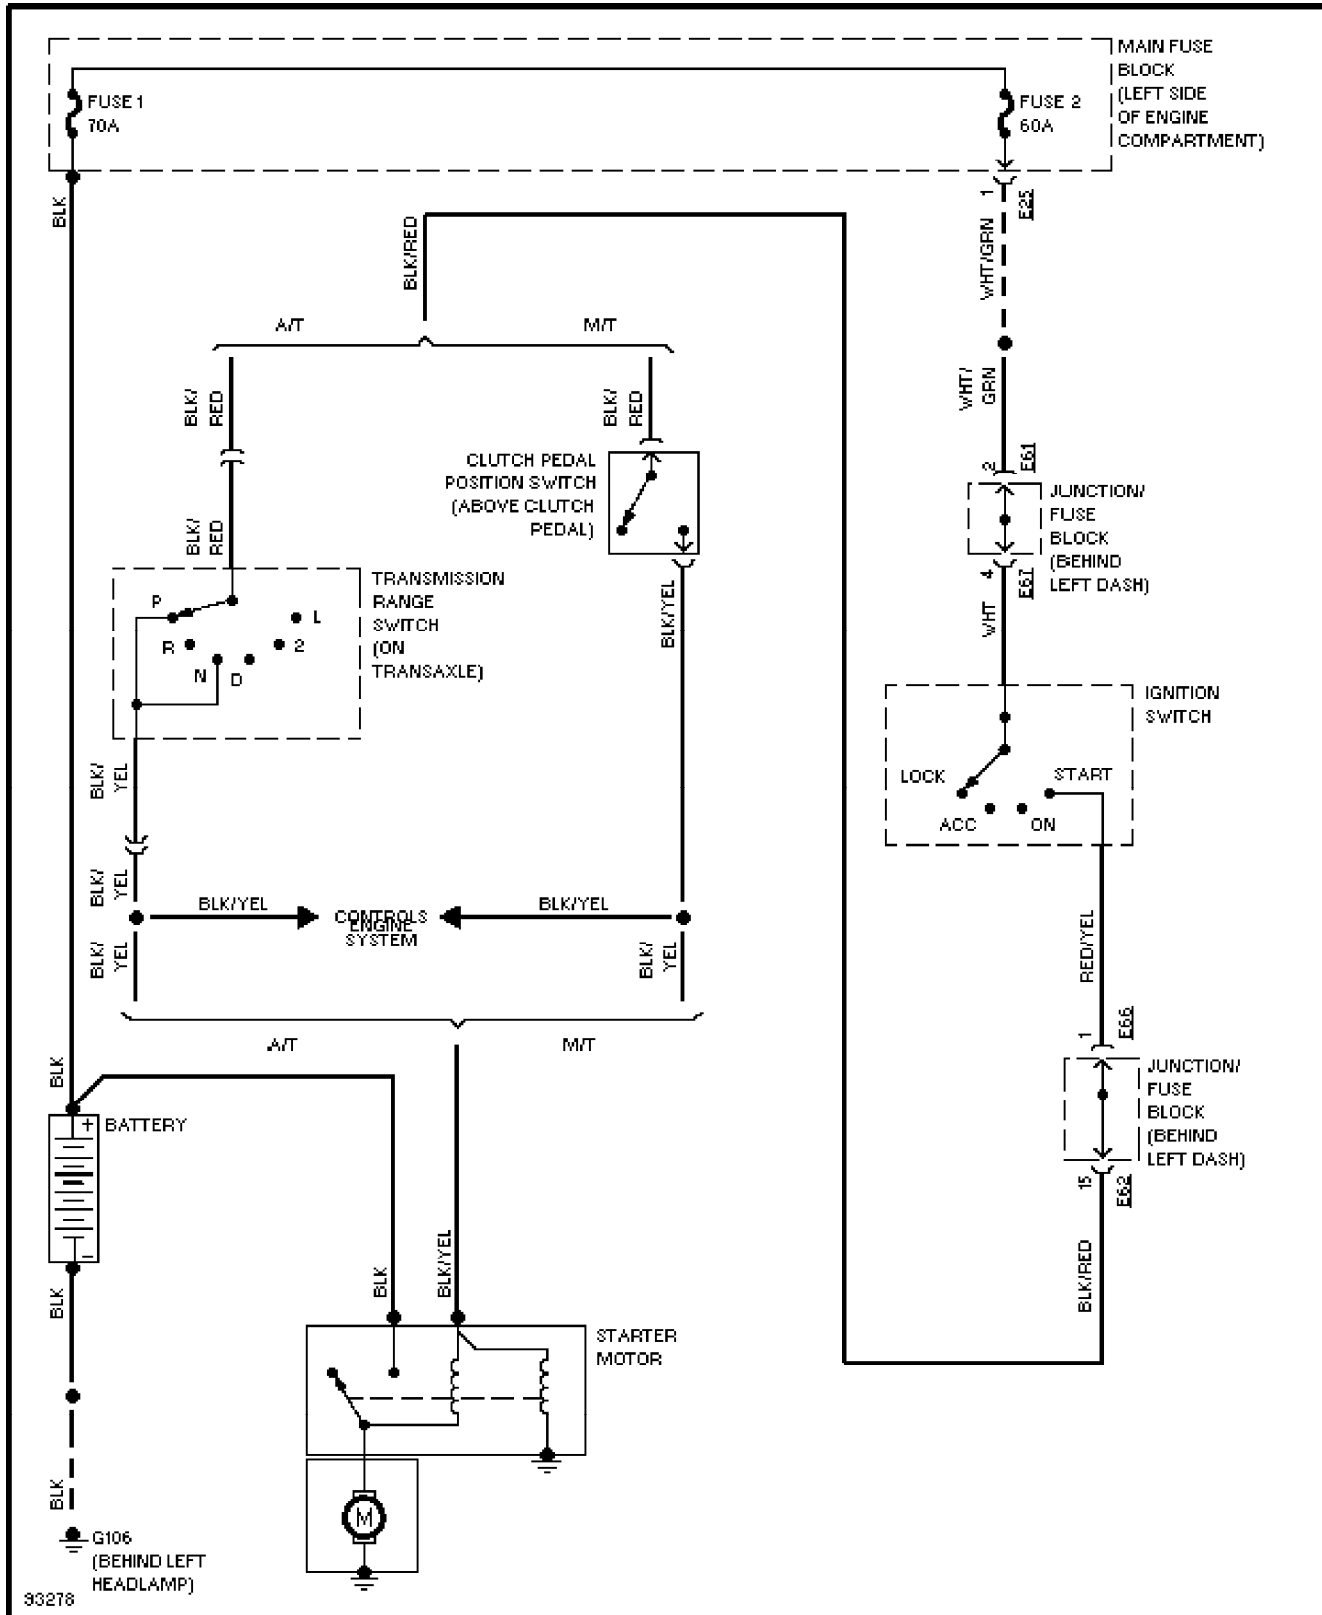 MAIN FUSE
BLOCK
(LEFT SIDE
OF ENGINE
COMPARTMENT)
FUSE 1
70A
FUSE 2
60A
BLK
1
E25
BLK/RED
WHT/GRN
A/T
M/T
BLK/
RED
BLK/
RED
WHT/
GRN
2
E61
CLUTCH PEDAL
POSITION SWITCH
(ABOVE CLUTCH
PEDAL)
JUNCTION/
FUSE
BLOCK
(BEHIND
LEFT DASH)
BLK/
RED
4
E67
TRANSMISSION
RANGE
SWITCH
(ON
TRANSAXLE)
P
R
N
D
2
L
BLK/YEL
WHT
IGNITION
SWITCH
LOCK
ACC
ON
START
BLK/
YEL
BLK/
YEL
BLK/YEL
CONTROLS
ENGINE
SYSTEM
BLK/YEL
BLK/
YEL
BLK/
YEL
RED/YEL
A/T
M/T
1
E66
BLK
JUNCTION/
FUSE
BLOCK
(BEHIND
LEFT DASH)
+
BATTERY
-
15
E62
BLK
BLK
BLK/YEL
BLK/RED
STARTER
MOTOR
M
BLK
G106
(BEHIND LEFT
HEADLAMP)
93278